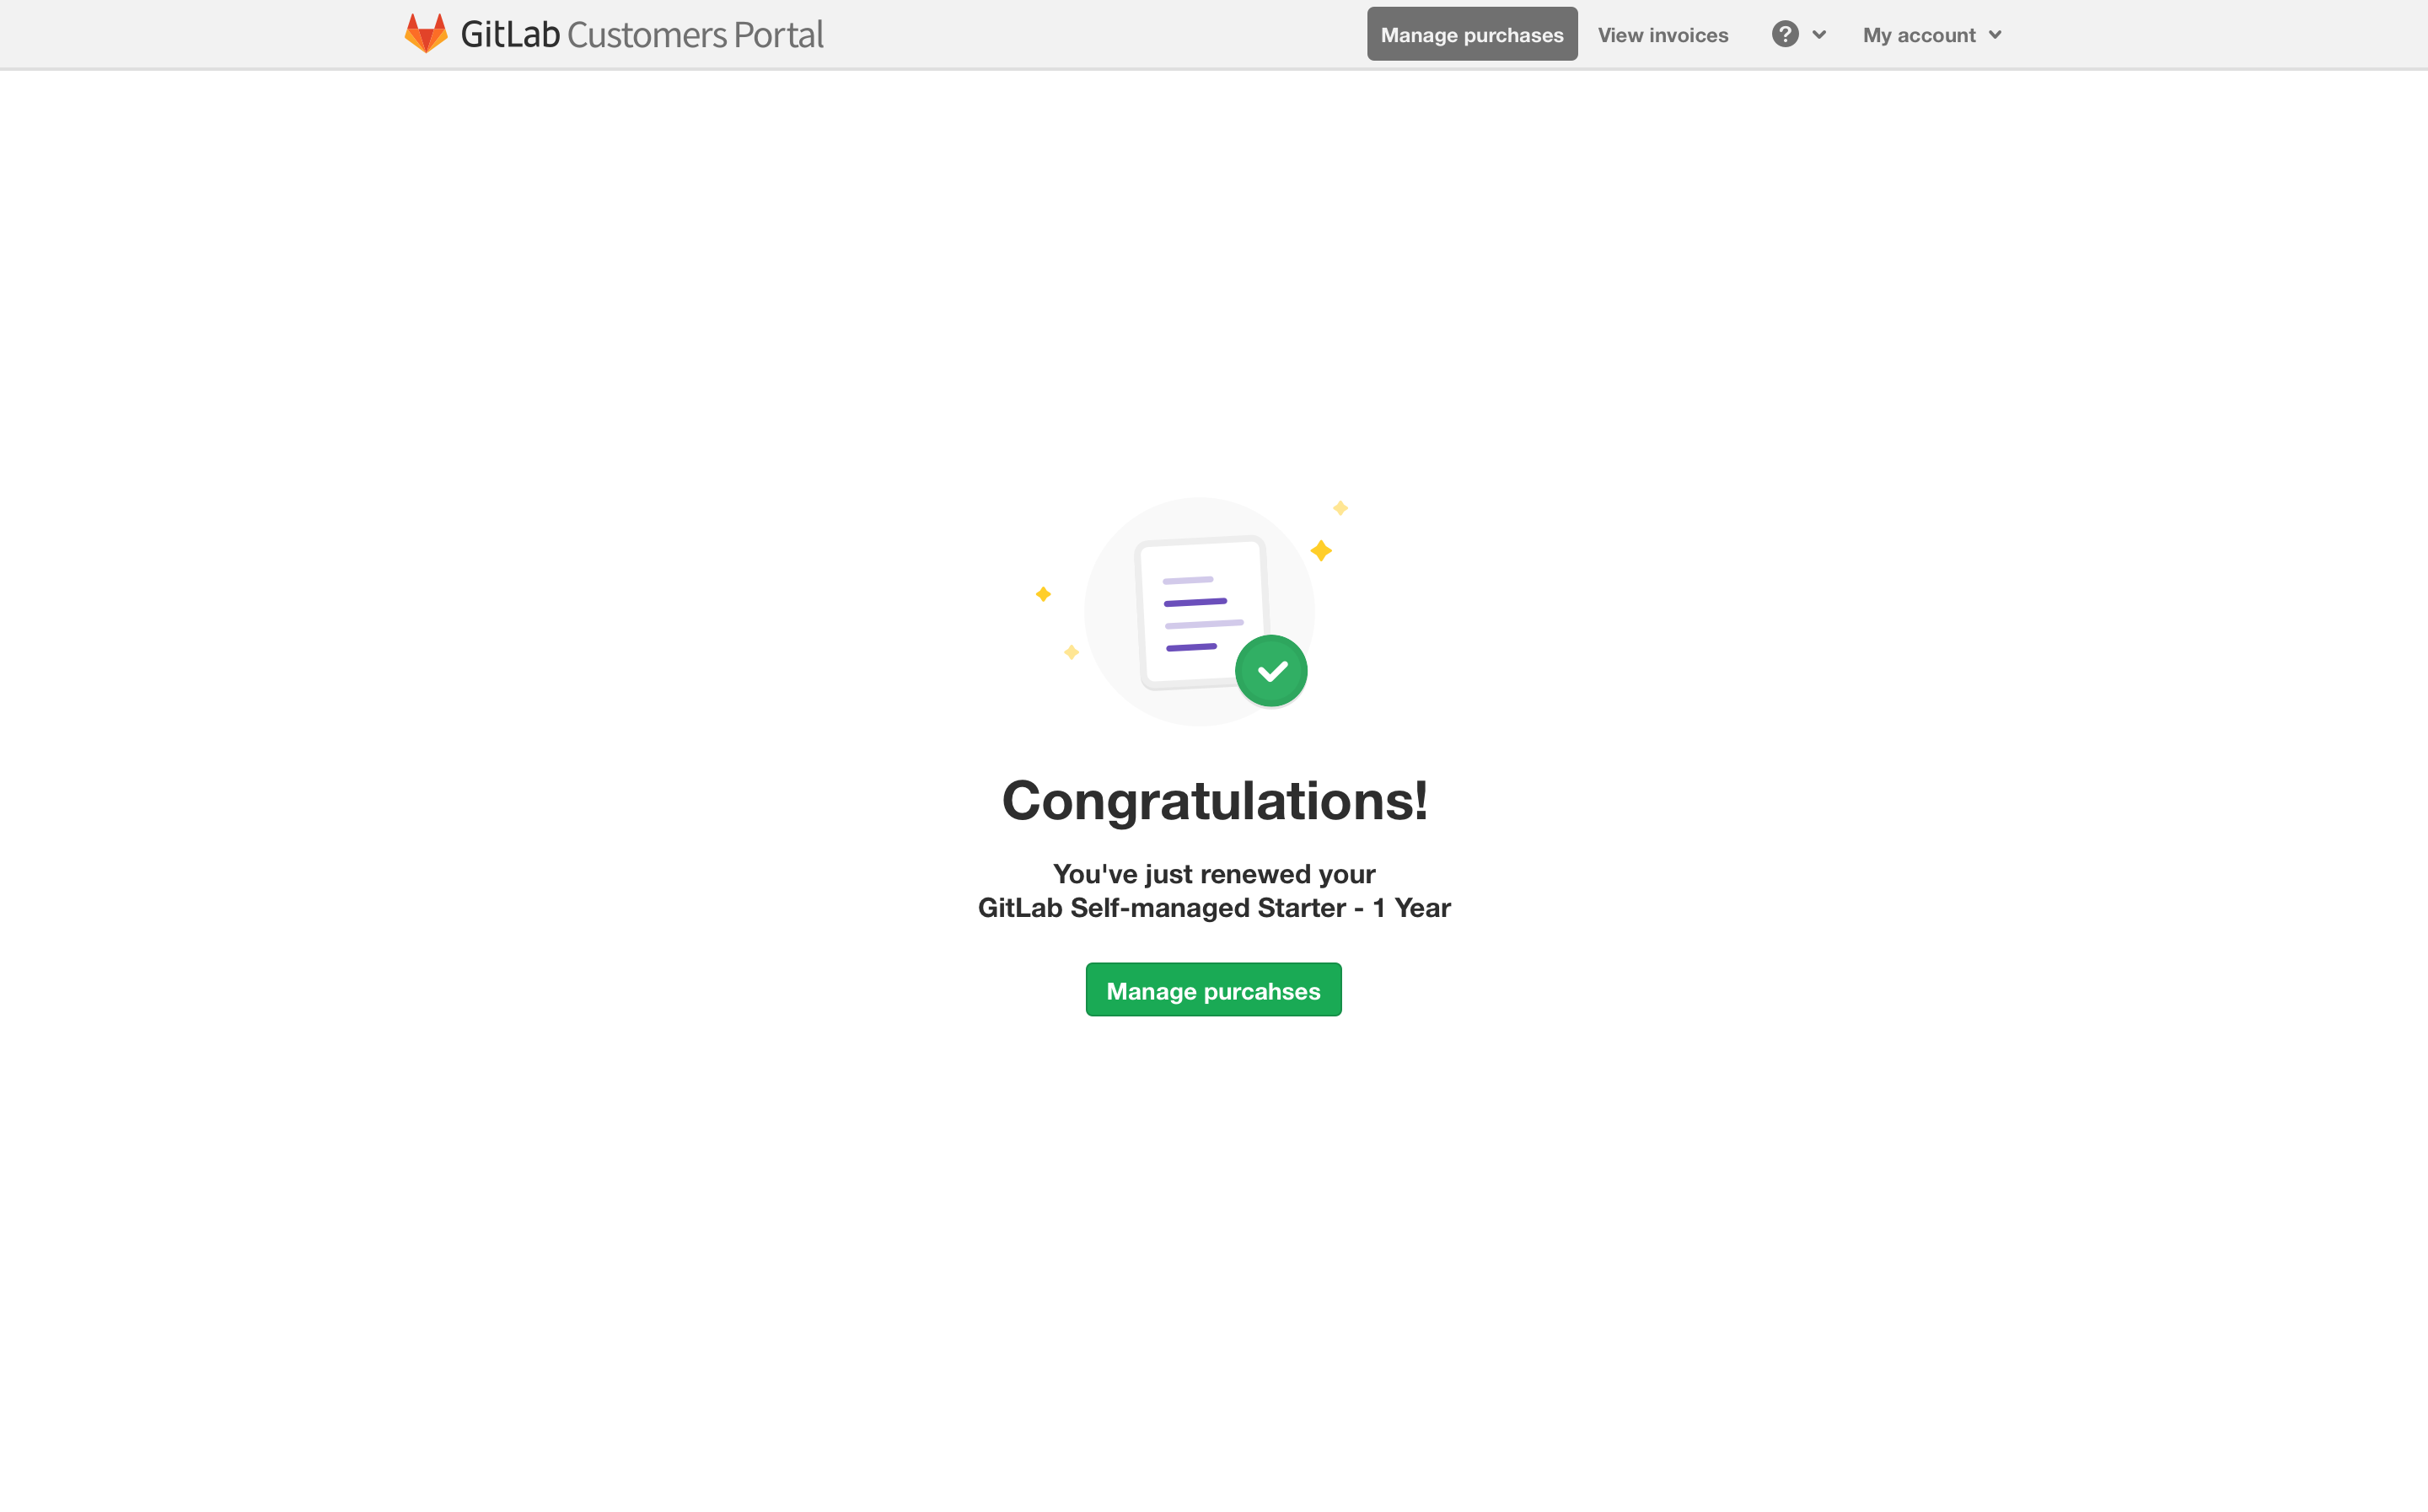 GitLab Customers Portal
Manage purchases
View invoices
?
My account
Congratulations!
You've just renewed your
GitLab Self-managed Starter - 1 Year
Manage purcahses